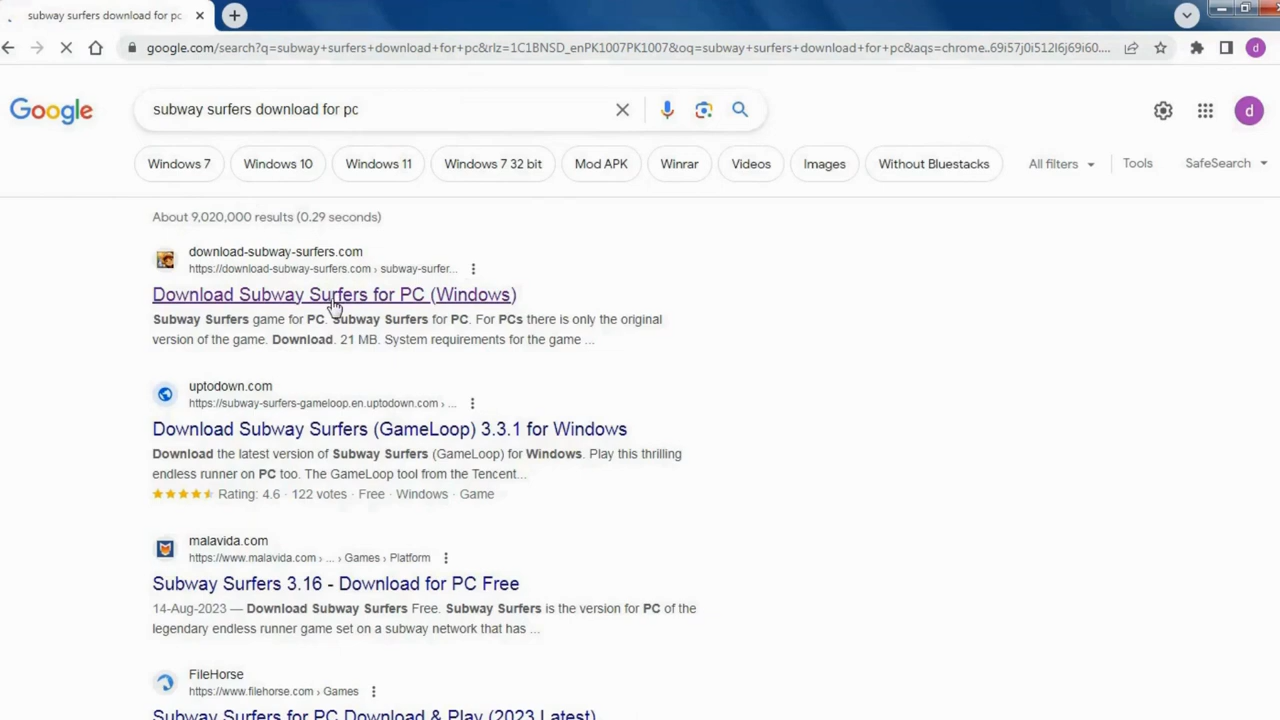 subway surfers download for pc
google.com/search?q=subway+surfers+download+for+pc&rlz=1C1BNSD_enPK1007PK1007&oq=subway+surfers+download+for+pc&aqs=chrome..69i57j0i512l6j69i60....
d
Google
subway surfers download for pc
d
Windows 7
Windows 10
Windows 11
Windows 7 32 bit
Mod APK
Winrar
Videos
Images
Without Bluestacks
All filters
Tools
SafeSearch
About 9,020,000 results (0.29 seconds)
download-subway-surfers.com
https://download-subway-surfers.com › subway-surfer...
Download Subway Surfers for PC (Windows)
Subway Surfers game for PC. Subway Surfers for PC. For PCs there is only the original
version of the game. Download. 21 MB. System requirements for the game ...
uptodown.com
https://subway-surfers-gameloop.en.uptodown.com › ...
Download Subway Surfers (GameLoop) 3.3.1 for Windows
Download the latest version of Subway Surfers (GameLoop) for Windows. Play this thrilling
endless runner on PC too. The GameLoop tool from the Tencent...
Rating: 4.6 · 122 votes · Free · Windows · Game
malavida.com
https://www.malavida.com › ... › Games › Platform
Subway Surfers 3.16 - Download for PC Free
14-Aug-2023 — Download Subway Surfers Free. Subway Surfers is the version for PC of the
legendary endless runner game set on a subway network that has ...
FileHorse
https://www.filehorse.com › Games
Subway Surfers for PC Download & Play (2023 Latest)